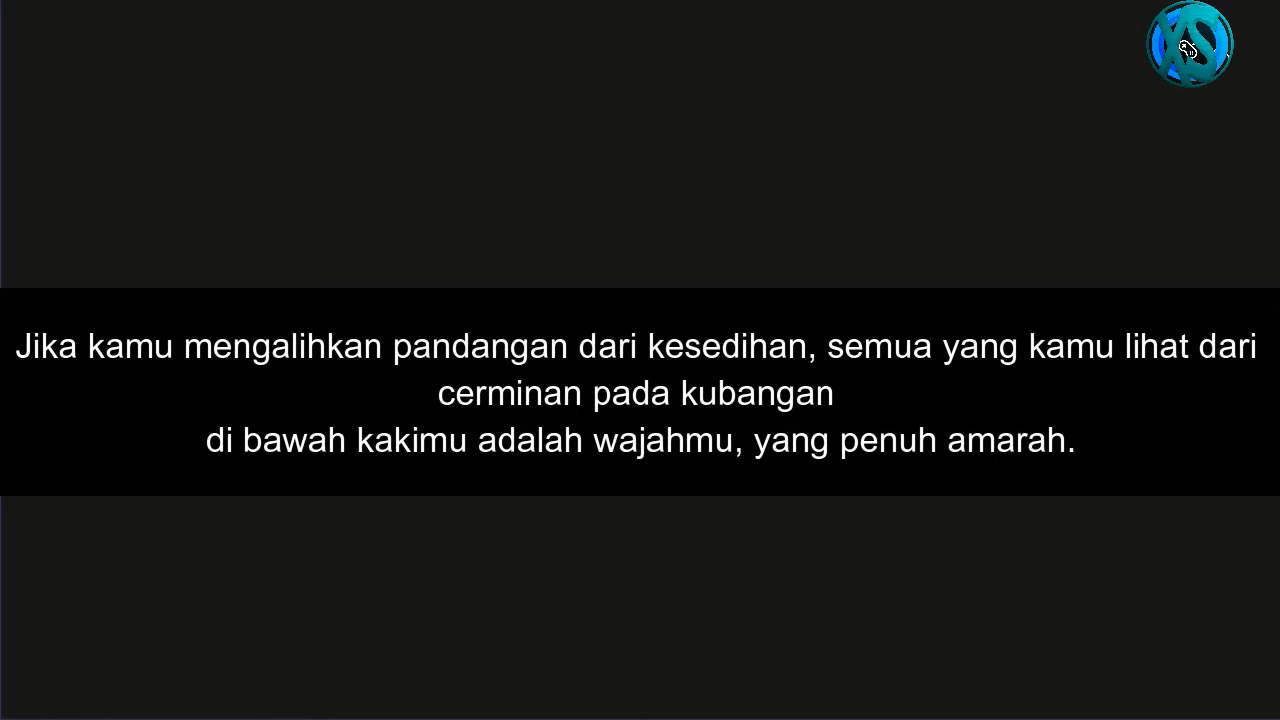 XS
Jika kamu mengalihkan pandangan dari kesedihan, semua yang kamu lihat dari
cerminan pada kubangan
di bawah kakimu adalah wajahmu, yang penuh amarah.